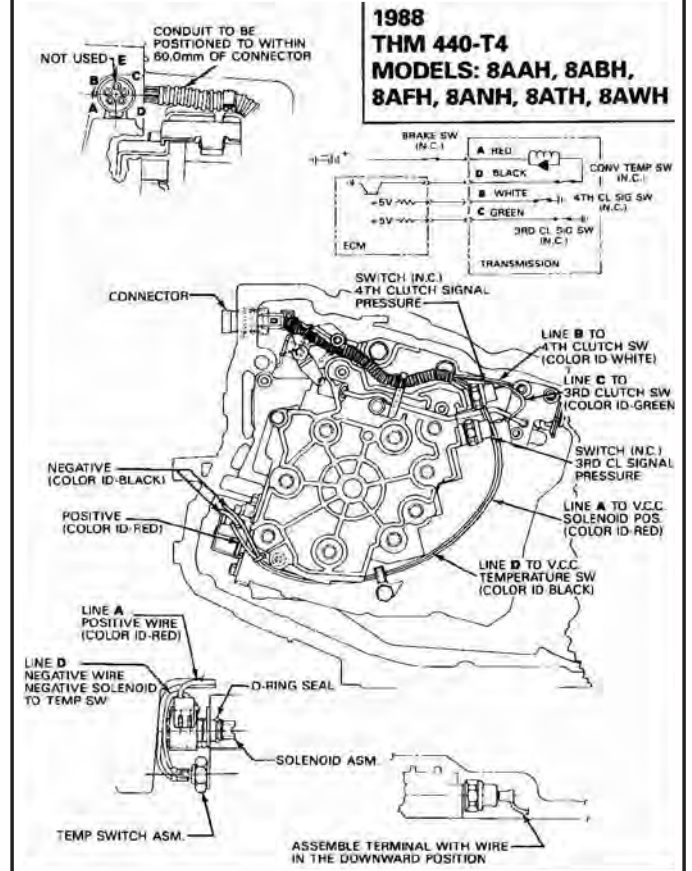 1988
THM 440-T4
MODELS: 8AAH, 8ABH,
8AFH, 8ANH, 8ATH, 8AWH
CONDUIT TO BE
POSITIONED TO WITHIN
60.0mm OF CONNECTOR
NOT USED
E
B
C
A
D
BRAKE SW
(N.C.)
A RED
D BLACK
CONV TEMP SW
(N.C.)
B WHITE
+5V
4TH CL SIG SW
(N.C.)
C GREEN
+5V
3RD CL SIG SW
(N.C.)
ECM
TRANSMISSION
SWITCH (N.C.)
4TH CLUTCH SIGNAL
PRESSURE
CONNECTOR
LINE B TO
4TH CLUTCH SW
(COLOR ID-WHITE)
LINE C TO
3RD CLUTCH SW
(COLOR ID-GREEN
SWITCH (N.C.)
3RD CL SIGNAL
PRESSURE
NEGATIVE
(COLOR ID-BLACK)
POSITIVE
(COLOR ID-RED)
LINE A TO V.C.C.
SOLENOID POS.
(COLOR ID-RED)
LINE D TO V.C.C.
TEMPERATURE SW
(COLOR ID-BLACK)
LINE A
POSITIVE WIRE
(COLOR ID-RED)
LINE D
NEGATIVE WIRE
NEGATIVE SOLENOID
TO TEMP SW
O-RING SEAL
SOLENOID ASM.
TEMP SWITCH ASM.
ASSEMBLE TERMINAL WITH WIRE
IN THE DOWNWARD POSITION